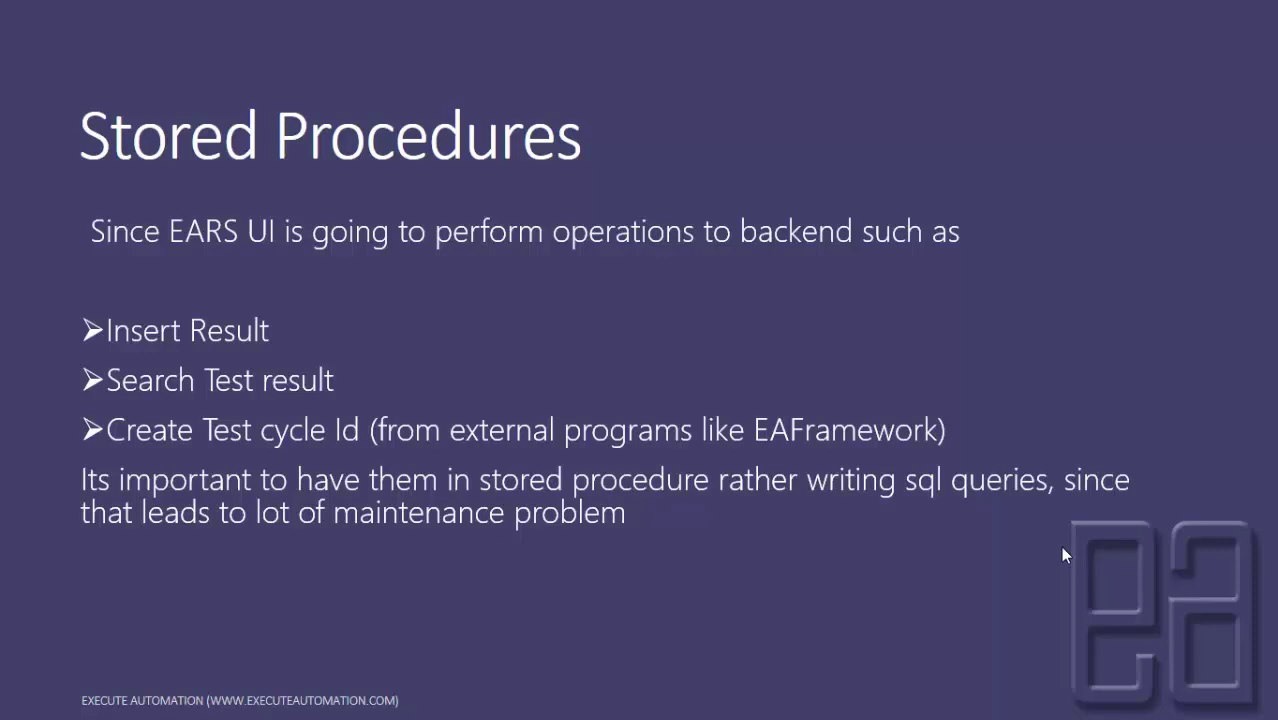 Stored Procedures
Since EARS UI is going to perform operations to backend such as
➢Insert Result
➢Search Test result
➢Create Test cycle Id (from external programs like EAFramework)
Its important to have them in stored procedure rather writing sql queries, since
that leads to lot of maintenance problem
ea
EXECUTE AUTOMATION (WWW.EXECUTEAUTOMATION.COM)